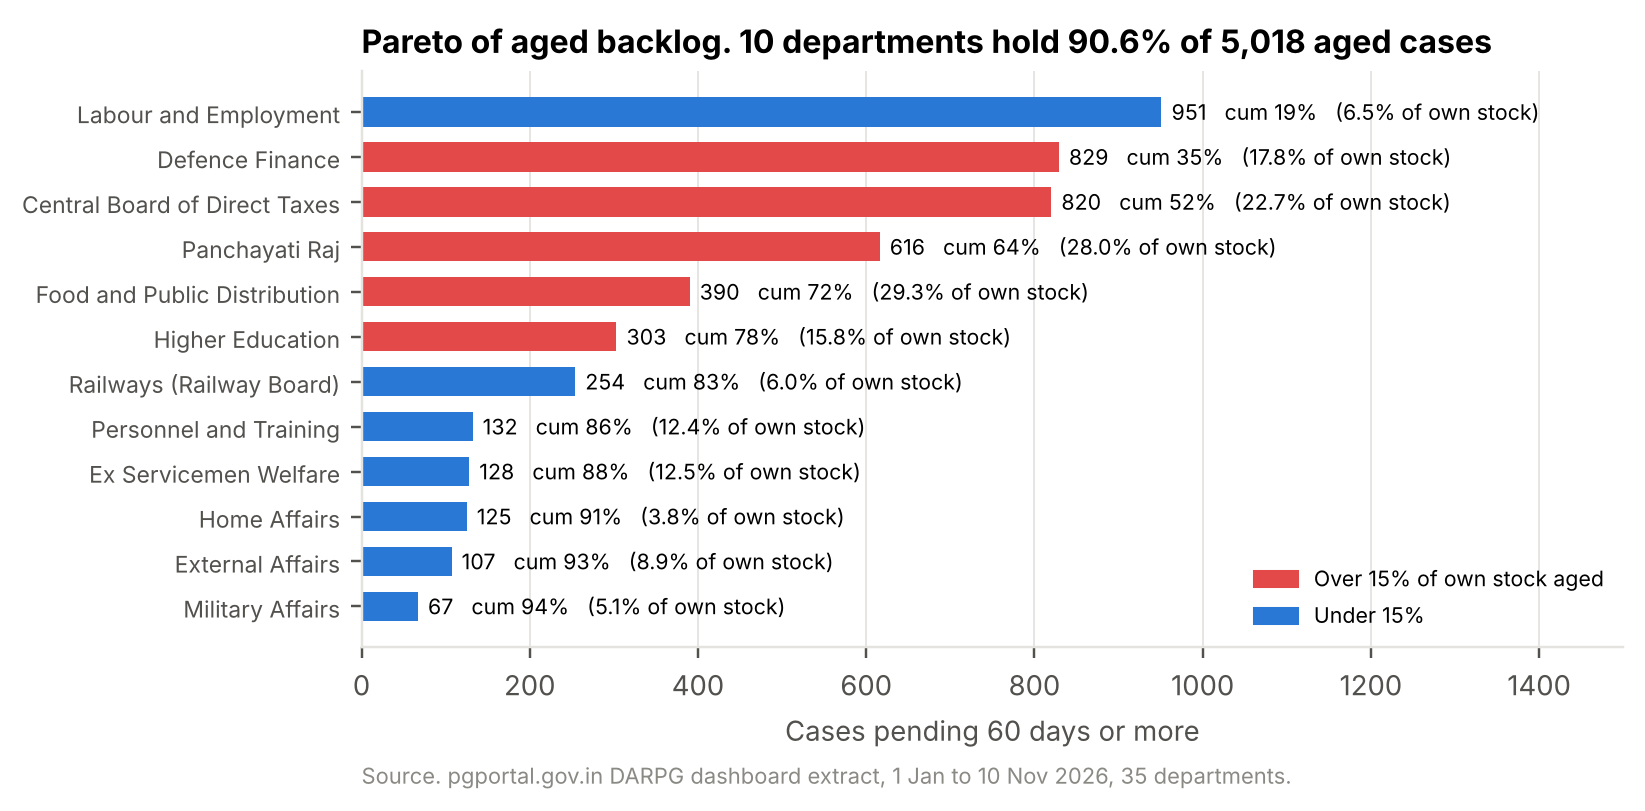 Pareto of aged backlog. 10 departments hold 90.6% of 5,018 aged cases
Labour and Employment 951 cum 19% (6.5% of own stock)
Defence Finance 829 cum 35% (17.8% of own stock)
Central Board of Direct Taxes 820 cum 52% (22.7% of own stock)
Panchayati Raj 616 cum 64% (28.0% of own stock)
Food and Public Distribution 390 cum 72% (29.3% of own stock)
Higher Education 303 cum 78% (15.8% of own stock)
Railways (Railway Board) 254 cum 83% (6.0% of own stock)
Personnel and Training 132 cum 86% (12.4% of own stock)
Ex Servicemen Welfare 128 cum 88% (12.5% of own stock)
Home Affairs 125 cum 91% (3.8% of own stock)
External Affairs 107 cum 93% (8.9% of own stock)
Military Affairs 67 cum 94% (5.1% of own stock)
Over 15% of own stock aged
Under 15%
0 200 400 600 800 1000 1200 1400
Cases pending 60 days or more
Source. pgportal.gov.in DARPG dashboard extract, 1 Jan to 10 Nov 2026, 35 departments.